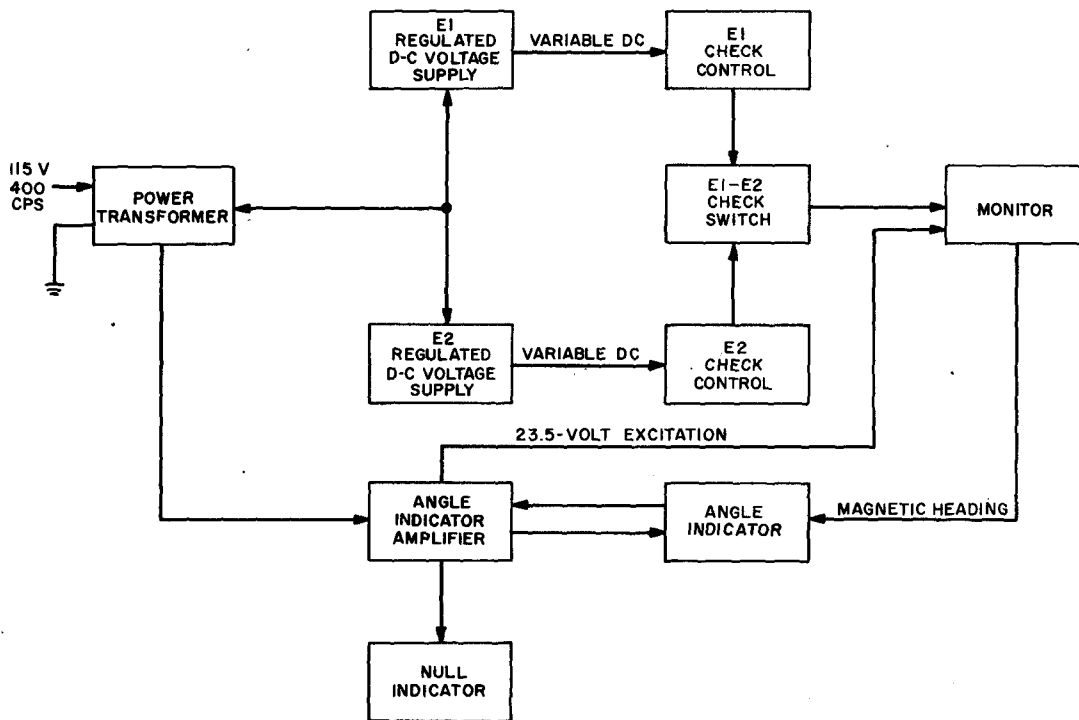 E1
REGULATED
D-C VOLTAGE
SUPPLY
VARIABLE DC
E1
CHECK
CONTROL
115 V
400
CPS
POWER
TRANSFORMER
E1-E2
CHECK
SWITCH
MONITOR
E2
REGULATED
D-C VOLTAGE
SUPPLY
VARIABLE DC
E2
CHECK
CONTROL
23.5-VOLT EXCITATION
ANGLE
INDICATOR
AMPLIFIER
ANGLE
INDICATOR
MAGNETIC HEADING
NULL
INDICATOR